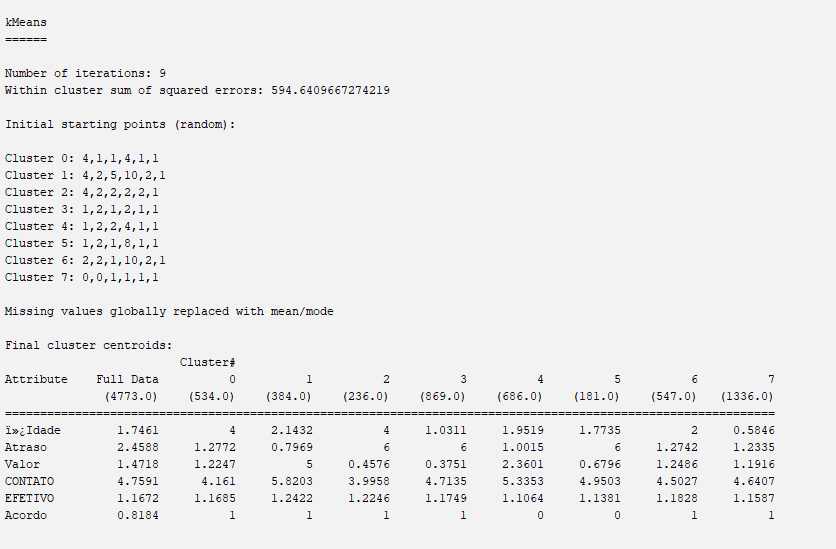 kMeans
======
Number of iterations: 9
Within cluster sum of squared errors: 594.6409667274219
Initial starting points (random):
Cluster 0: 4,1,1,4,1,1
Cluster 1: 4,2,5,10,2,1
Cluster 2: 4,2,2,2,2,1
Cluster 3: 1,2,1,2,1,1
Cluster 4: 1,2,2,4,1,1
Cluster 5: 1,2,1,8,1,1
Cluster 6: 2,2,1,10,2,1
Cluster 7: 0,0,1,1,1,1
Missing values globally replaced with mean/mode
Final cluster centroids:
Cluster#
Attribute Full Data 0 1 2 3 4 5 6 7
(4773.0) (534.0) (384.0) (236.0) (869.0) (686.0) (181.0) (547.0) (1336.0)
==================================================================================================================
ï»¿Idade 1.7461 4 2.1432 4 1.0311 1.9519 1.7735 2 0.5846
Atraso 2.4588 1.2772 0.7969 6 6 1.0015 6 1.2742 1.2335
Valor 1.4718 1.2247 5 0.4576 0.3751 2.3601 0.6796 1.2486 1.1916
CONTATO 4.7591 4.161 5.8203 3.9958 4.7135 5.3353 4.9503 4.5027 4.6407
EFETIVO 1.1672 1.1685 1.2422 1.2246 1.1749 1.1064 1.1381 1.1828 1.1587
Acordo 0.8184 1 1 1 1 0 0 1 1